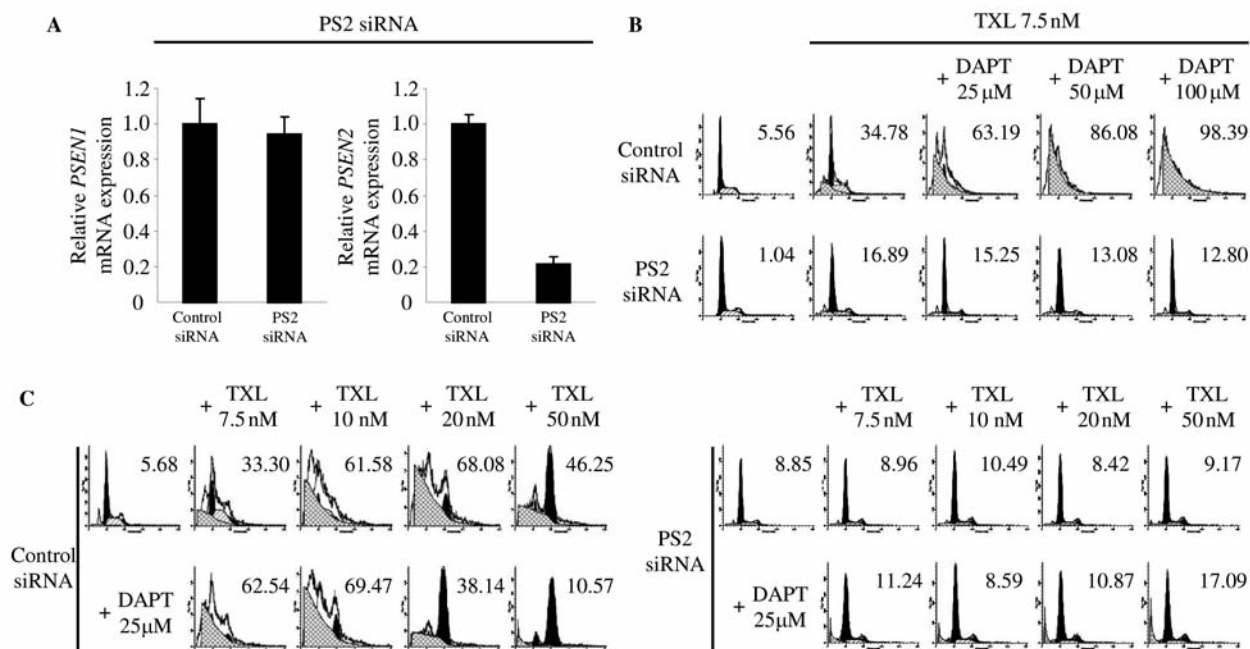 A
PS2 siRNA
Relative PSEN1
mRNA expression
1.2
1.0
0.8
0.6
0.4
0.2
0
Control
siRNA
PS2
siRNA
Relative PSEN2
mRNA expression
1.2
1.0
0.8
0.6
0.4
0.2
0
Control
siRNA
PS2
siRNA
B
TXL 7.5 nM
+ DAPT
25 µM
+ DAPT
50 µM
+ DAPT
100 µM
Control
siRNA
5.56
34.78
63.19
86.08
98.39
PS2
siRNA
1.04
16.89
15.25
13.08
12.80
C
+ TXL
7.5 nM
+ TXL
10 nM
+ TXL
20 nM
+ TXL
50 nM
Control
siRNA
5.68
33.30
61.58
68.08
46.25
+ DAPT
25µM
62.54
69.47
38.14
10.57
+ TXL
7.5 nM
+ TXL
10 nM
+ TXL
20 nM
+ TXL
50 nM
PS2
siRNA
8.85
8.96
10.49
8.42
9.17
+ DAPT
25µM
11.24
8.59
10.87
17.09